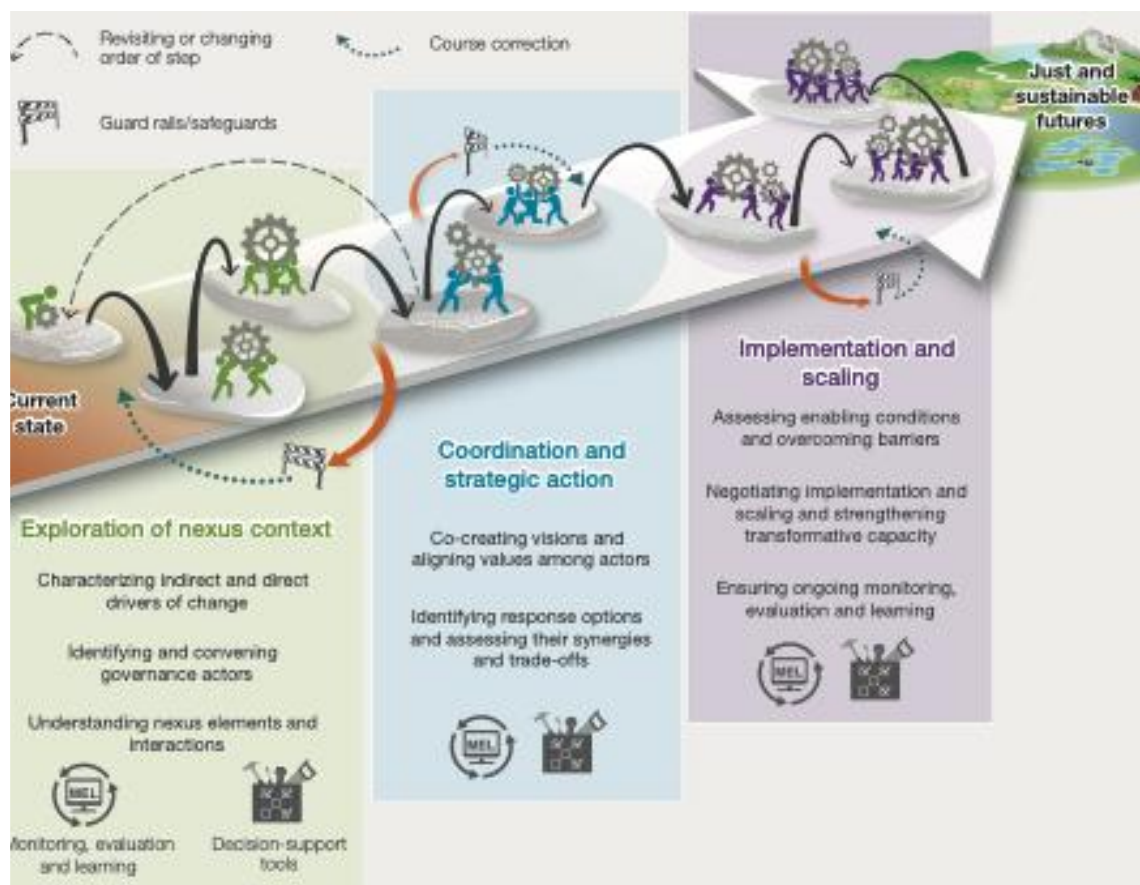 Revisiting or changing
order of step
Course correction
Guard rails/safeguards
Just and
sustainable
futures
Current
state
Exploration of nexus context
Characterizing indirect and direct
drivers of change
Identifying and convening
governance actors
Understanding nexus elements and
interactions
MEL
Monitoring, evaluation
and learning
Decision-support
tools
Coordination and
strategic action
Co-creating visions and
aligning values among actors
Identifying response options
and assessing their synergies
and trade-offs
MEL
Implementation and
scaling
Assessing enabling conditions
and overcoming barriers
Negotiating implementation and
scaling and strengthening
transformative capacity
Ensuring ongoing monitoring,
evaluation and learning
MEL